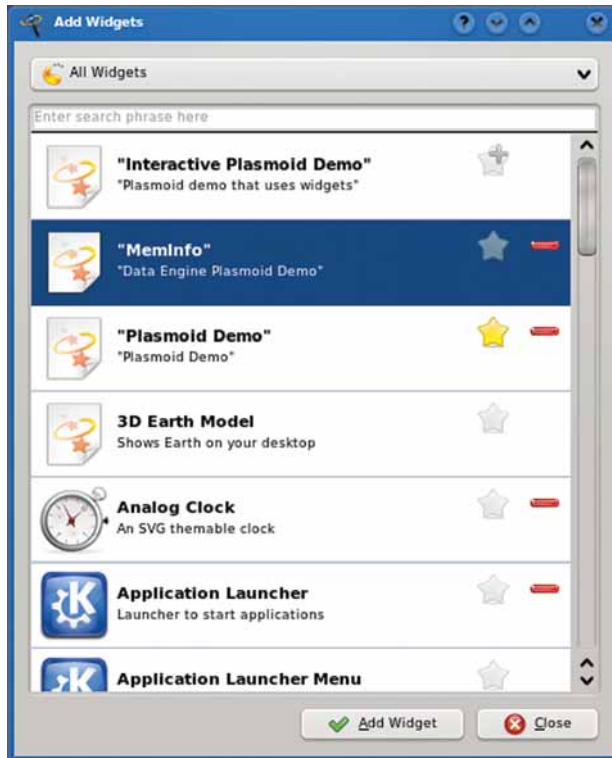 Add Widgets
All Widgets
Enter search phrase here
"Interactive Plasmoid Demo"
"Plasmoid demo that uses widgets"
"MemInfo"
"Data Engine Plasmoid Demo"
"Plasmoid Demo"
"Plasmoid Demo"
3D Earth Model
Shows Earth on your desktop
Analog Clock
An SVG themable clock
Application Launcher
Launcher to start applications
Application Launcher Menu
Add Widget
Close